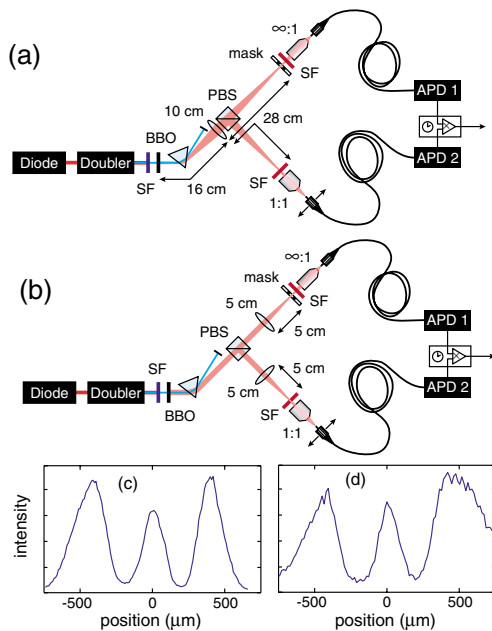 (a)
∞:1
mask
SF
PBS
10 cm
28 cm
APD 1
BBO
Diode
Doubler
SF
16 cm
SF
1:1
APD 2
(b)
∞:1
mask
SF
5 cm
5 cm
PBS
APD 1
SF
5 cm
5 cm
Diode
Doubler
BBO
SF
1:1
APD 2
(c)
(d)
intensity
-500
0
500
-500
0
500
position (μm)
position (μm)